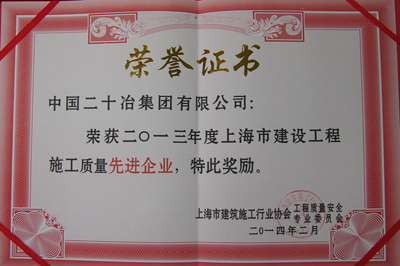 荣誉证书
中国二十冶集团有限公司：
荣获二〇一三年度上海市建设工程
施工质量先进企业，特此奖励。
上海市建筑施工行业协会 工程质量安全
专业委员会
二〇一四年二月